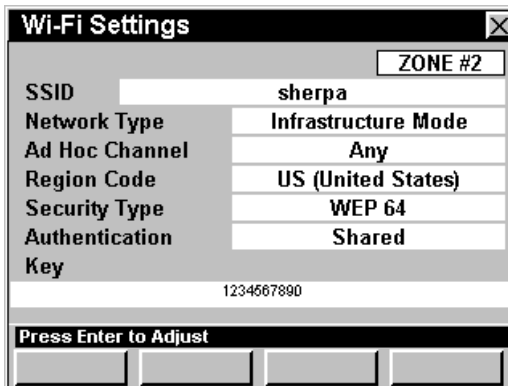 Wi-Fi Settings
ZONE #2
SSID sherpa
Network Type Infrastructure Mode
Ad Hoc Channel Any
Region Code US (United States)
Security Type WEP 64
Authentication Shared
Key
1234567890
Press Enter to Adjust